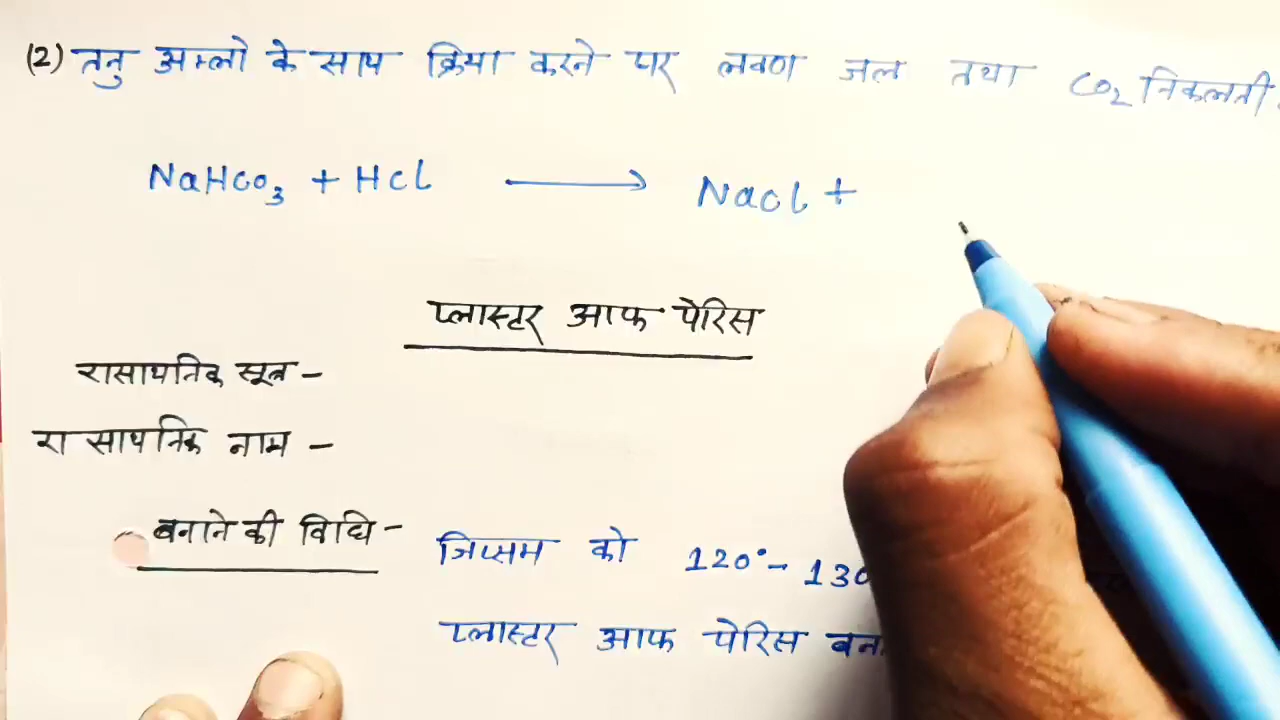 (2) तनु अम्लो के साथ क्रिया करने पर लवण जल तथा CO2 निकलती
NaHCO3 + HCl → NaCl +
प्लास्टर आफ पेरिस
रासायनिक सूत्र -
रासायनिक नाम -
बनाने की विधि - जिप्सम को 120° - 130
प्लास्टर आफ पेरिस